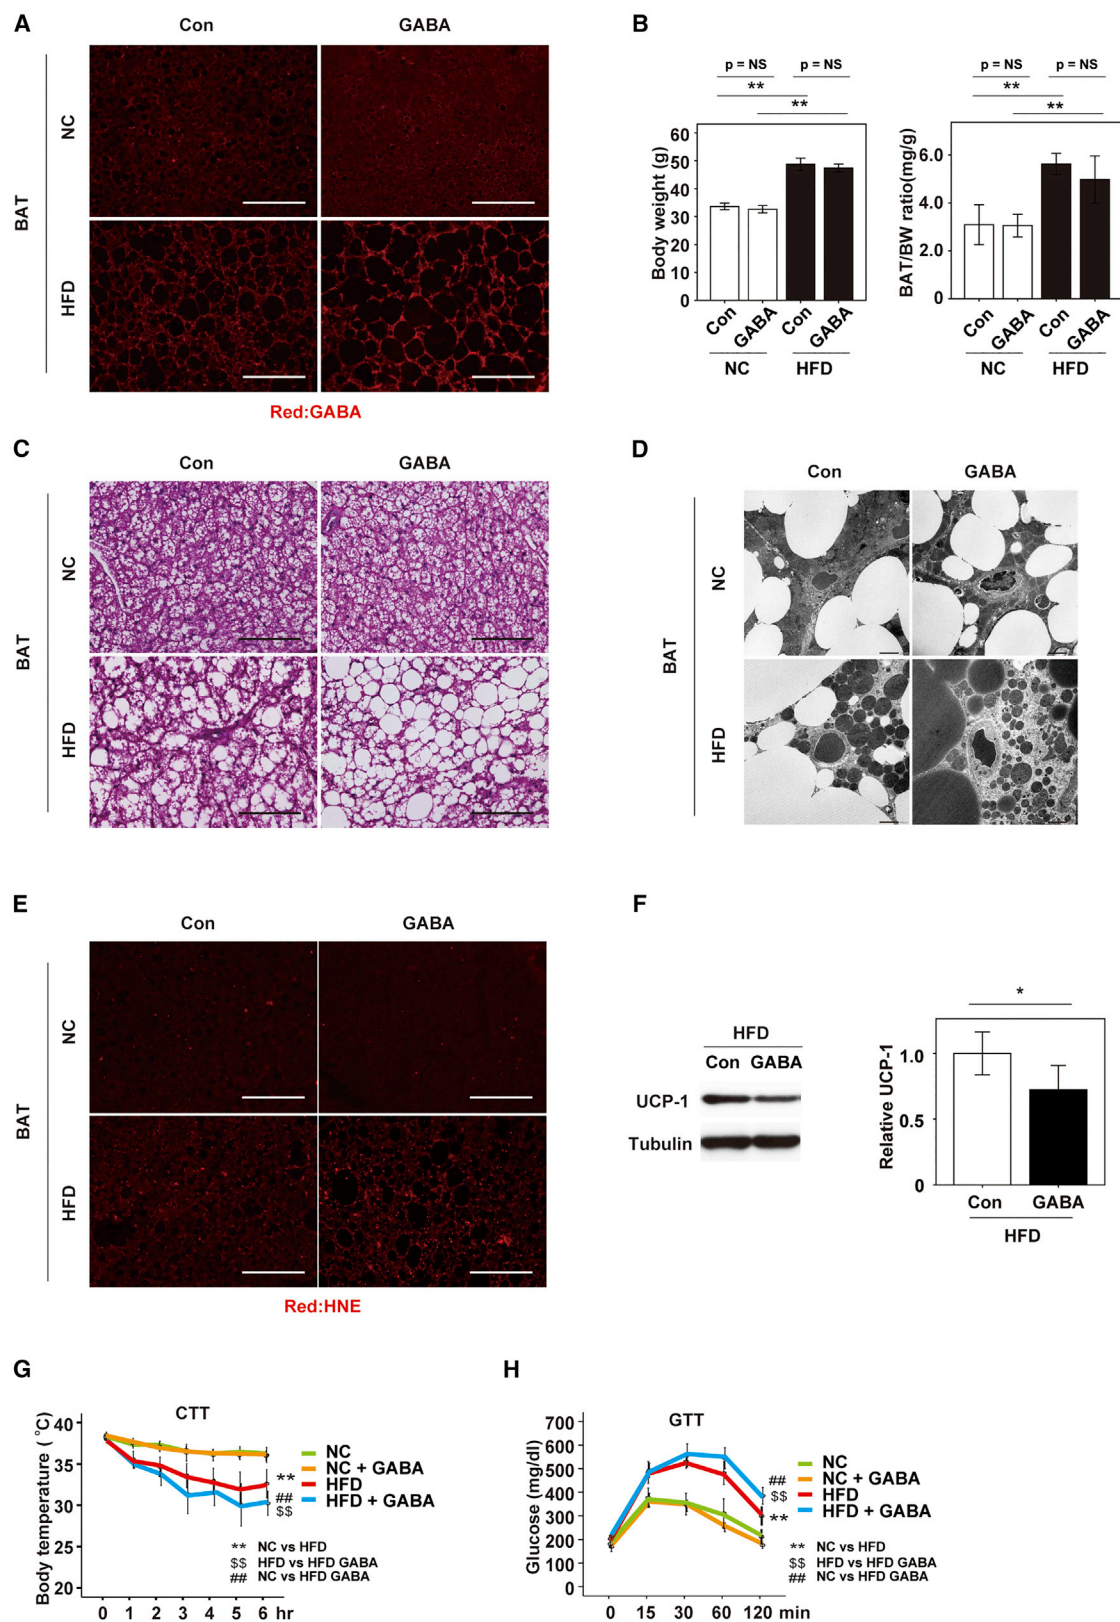 A
Con
GABA
BAT
NC
HFD
Red:GABA
B
p = NS
p = NS
**
**
Body weight (g)
60
50
40
30
20
10
0
Con
GABA
Con
GABA
NC
HFD
p = NS
p = NS
**
**
BAT/BW ratio(mg/g)
6.0
4.0
2.0
0
Con
GABA
Con
GABA
NC
HFD
C
Con
GABA
BAT
NC
HFD
D
Con
GABA
BAT
NC
HFD
E
Con
GABA
BAT
NC
HFD
Red:HNE
F
HFD
Con GABA
UCP-1
Tubulin
*
Relative UCP-1
1.0
0.5
0
Con
GABA
HFD
G
CTT
Body temperature (°C)
40
35
30
25
20
0 1 2 3 4 5 6 hr
**
##
$$
NC
NC + GABA
HFD
HFD + GABA
** NC vs HFD
$$ HFD vs HFD GABA
## NC vs HFD GABA
H
GTT
Glucose (mg/dl)
700
600
500
400
300
200
100
0
0 15 30 60 120 min
##
$$
**
NC
NC + GABA
HFD
HFD + GABA
** NC vs HFD
$$ HFD vs HFD GABA
## NC vs HFD GABA